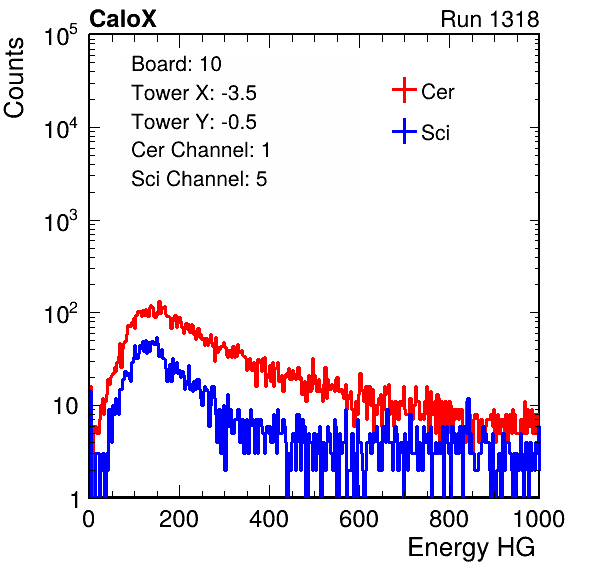 CaloX Run 1318
10^5
Counts
Board: 10
Tower X: -3.5
Tower Y: -0.5
Cer Channel: 1
Sci Channel: 5
Cer
Sci
10^4
10^3
10^2
10
1
0 200 400 600 800 1000
Energy HG